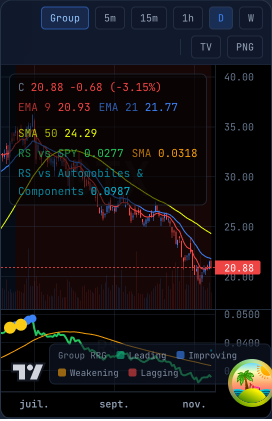 Group 5m 15m 1h D W
TV PNG
C 20.88 -0.68 (-3.15%)
EMA 9 20.93 EMA 21 21.77
SMA 50 24.29
RS vs SPY 0.0277 SMA 0.0318
RS vs Automobiles &
Components 0.0987
40.00
35.00
30.00
25.00
20.88
20.00
0.0500
0.0400
Group RRG Leading Improving
Weakening Lagging
juil. sept. nov.